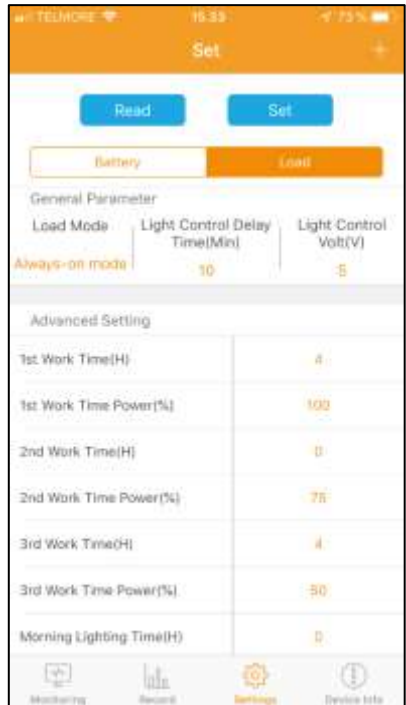 TELMORE 15.33 73 %
Set +
Read Set
Battery Load
General Parameter
Load Mode Light Control Delay Time(Min) Light Control Volt(V)
Always-on mode 10 5
Advanced Setting
1st Work Time(H) 4
1st Work Time Power(%) 100
2nd Work Time(H) 0
2nd Work Time Power(%) 75
3rd Work Time(H) 4
3rd Work Time Power(%) 50
Morning Lighting Time(H) 0
Monitoring Record Settings Device Info